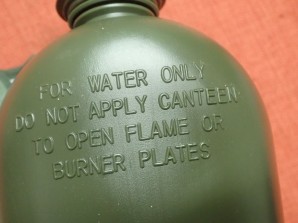 FOR WATER ONLY
DO NOT APPLY CANTEEN
TO OPEN FLAME OR
BURNER PLATES